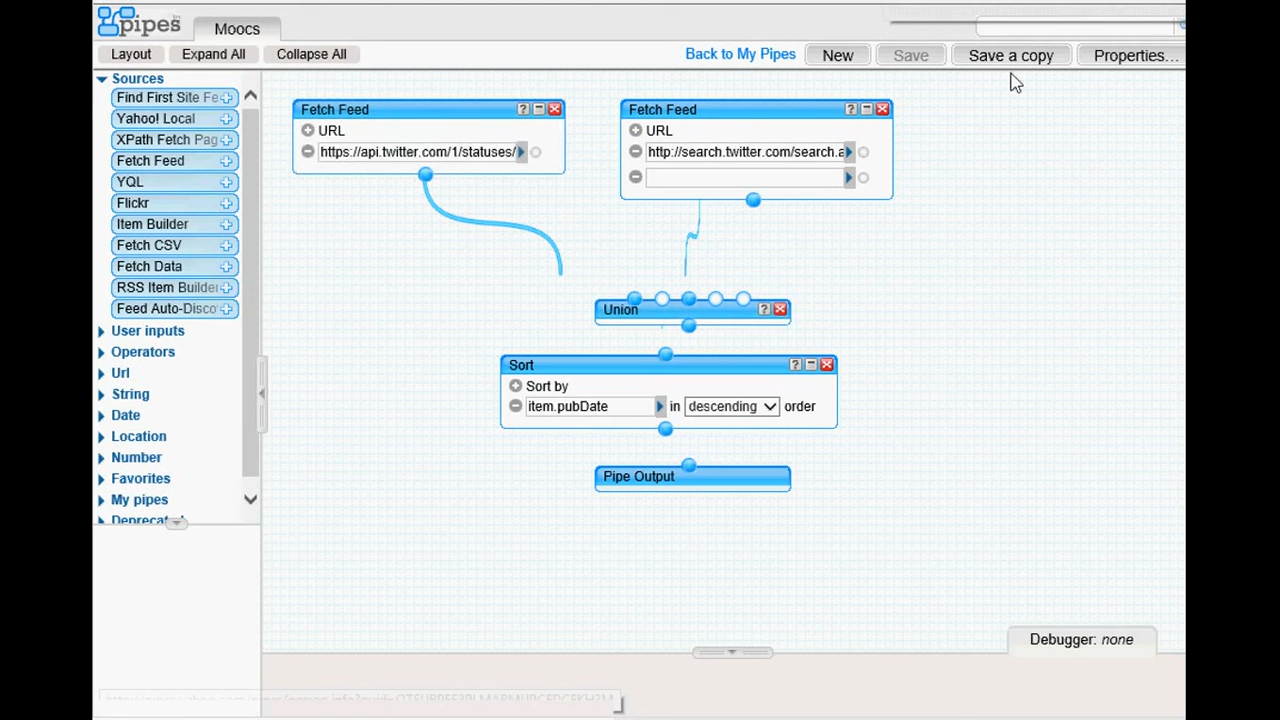 pipes Moocs
Layout Expand All Collapse All Back to My Pipes New Save Save a copy Properties...
Sources
Find First Site Fe
Yahoo! Local
XPath Fetch Pag
Fetch Feed
YQL
Flickr
Item Builder
Fetch CSV
Fetch Data
RSS Item Builder
Feed Auto-Disco
User inputs
Operators
Url
String
Date
Location
Number
Favorites
My pipes
Fetch Feed
URL
https://api.twitter.com/1/statuses/
Fetch Feed
URL
http://search.twitter.com/search.a
Union
Sort
Sort by
item.pubDate in descending order
Pipe Output
Debugger: none